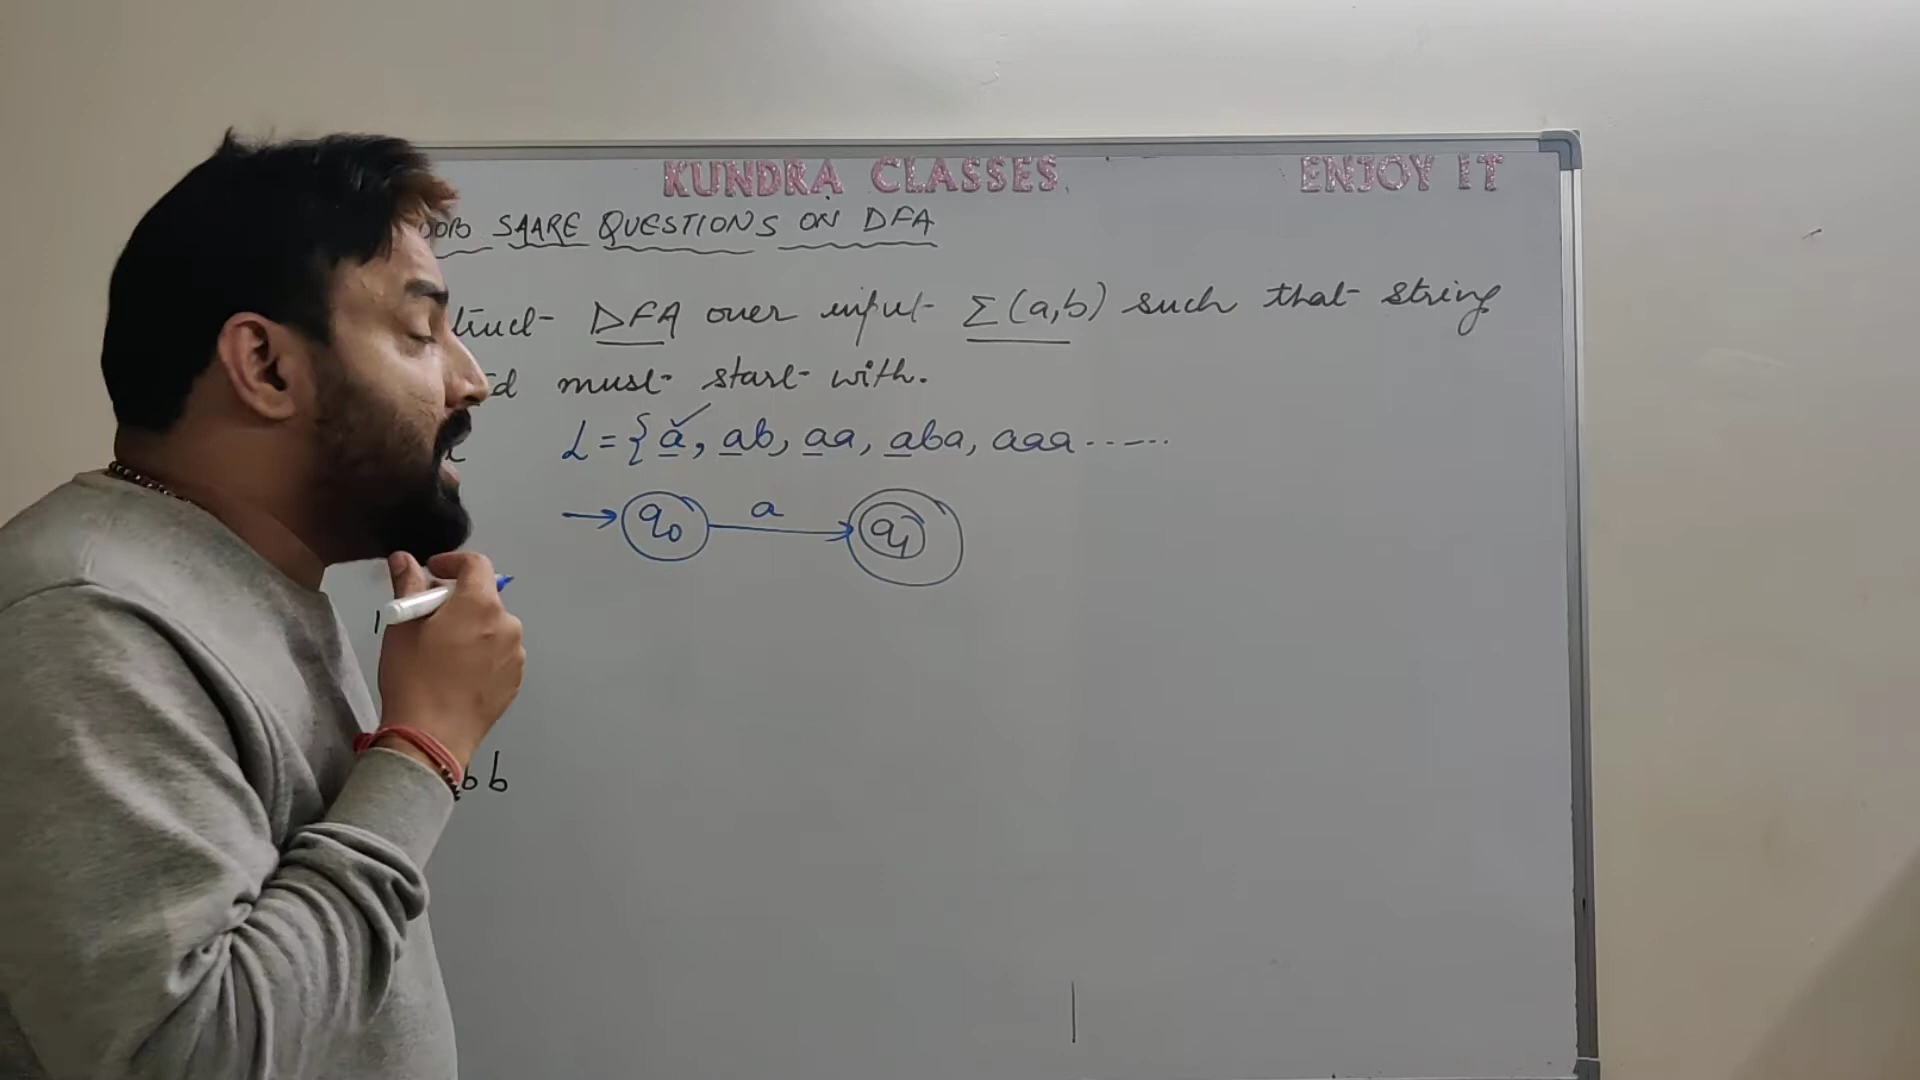 KUNDRA CLASSES ENJOY IT
SAARE QUESTIONS ON DFA
DFA over input Σ(a,b) such that string
must start with.
L = {a, ab, aa, aba, aaa ------
→ q0 a q1
bb